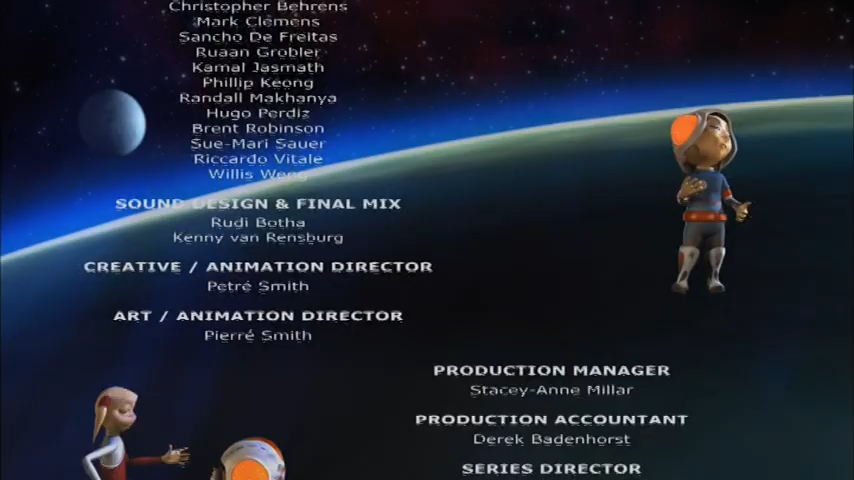 Christopher Behrens
Mark Clemens
Sancho De Freitas
Ruaan Grobler
Kamal Jasmath
Phillip Keong
Randall Makhanya
Hugo Perdiz
Brent Robinson
Sue-Mari Sauer
Riccardo Vitale
Willis Wong
SOUND DESIGN & FINAL MIX
Rudi Botha
Kenny van Rensburg
CREATIVE / ANIMATION DIRECTOR
Petré Smith
ART / ANIMATION DIRECTOR
Pierré Smith
PRODUCTION MANAGER
Stacey-Anne Millar
PRODUCTION ACCOUNTANT
Derek Badenhorst
SERIES DIRECTOR